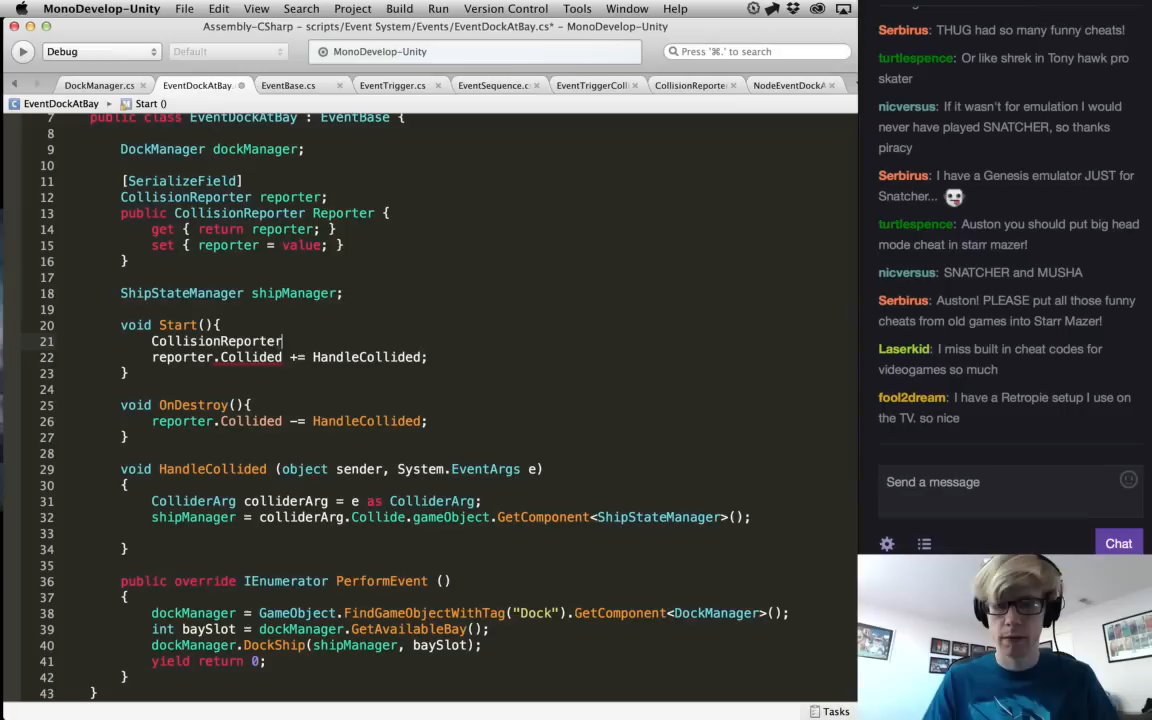 MonoDevelop-Unity File Edit View Search Project Build Run Version Control Tools Window Help
Assembly-CSharp - scripts/Event System/Events/EventDockAtBay.cs* - MonoDevelop-Unity
Debug Default MonoDevelop-Unity Press '⌘.' to search
DockManager.cs EventDockAtBay. EventBase.cs EventTrigger.cs EventSequence.c EventTriggerColl CollisionReporte NodeEventDockA
EventDockAtBay Start ()
7 public class EventDockAtBay : EventBase {
8
9 DockManager dockManager;
10
11 [SerializeField]
12 CollisionReporter reporter;
13 public CollisionReporter Reporter {
14 get { return reporter; }
15 set { reporter = value; }
16 }
17
18 ShipStateManager shipManager;
19
20 void Start(){
21 CollisionReporter
22 reporter.Collided += HandleCollided;
23 }
24
25 void OnDestroy(){
26 reporter.Collided -= HandleCollided;
27 }
28
29 void HandleCollided (object sender, System.EventArgs e)
30 {
31 ColliderArg colliderArg = e as ColliderArg;
32 shipManager = colliderArg.Collide.gameObject.GetComponent<ShipStateManager>();
33
34 }
35
36 public override IEnumerator PerformEvent ()
37 {
38 dockManager = GameObject.FindGameObjectWithTag("Dock").GetComponent<DockManager>();
39 int baySlot = dockManager.GetAvailableBay();
40 dockManager.DockShip(shipManager, baySlot);
41 yield return 0;
42 }
43 }
Tasks
Serbirus: THUG had so many funny cheats!
turtlespence: Or like shrek in Tony hawk pro
skater
nicversus: If it wasn't for emulation I would
never have played SNATCHER, so thanks
piracy
Serbirus: I have a Genesis emulator JUST for
Snatcher...
turtlespence: Auston you should put big head
mode cheat in starr mazer!
nicversus: SNATCHER and MUSHA
Serbirus: Auston! PLEASE put all those funny
cheats from old games into Starr Mazer!
Laserkid: I miss built in cheat codes for
videogames so much
fool2dream: I have a Retropie setup I use on
the TV. so nice
Send a message
Chat